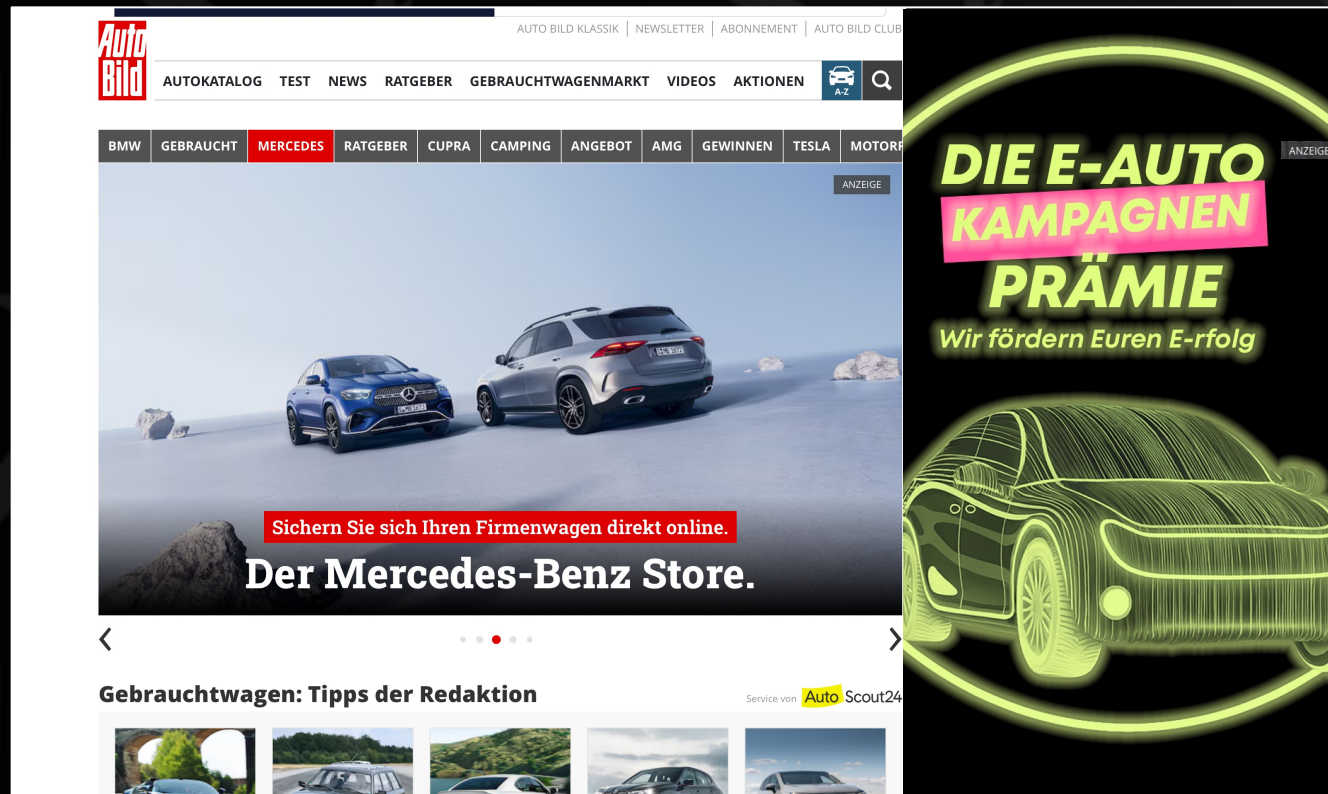 AUTO BILD KLASSIK | NEWSLETTER | ABONNEMENT | AUTO BILD CLUB
Auto
Bild
AUTOKATALOG TEST NEWS RATGEBER GEBRAUCHTWAGENMARKT VIDEOS AKTIONEN
A-Z
BMW GEBRAUCHT MERCEDES RATGEBER CUPRA CAMPING ANGEBOT AMG GEWINNEN TESLA
ANZEIGE
Sichern Sie sich Ihren Firmenwagen direkt online.
Der Mercedes-Benz Store.
Gebrauchtwagen: Tipps der Redaktion
Service von Auto Scout24
DIE E-AUTO
KAMPAGNEN
PRÄMIE
Wir fördern Euren E-rfolg
ANZEIGE